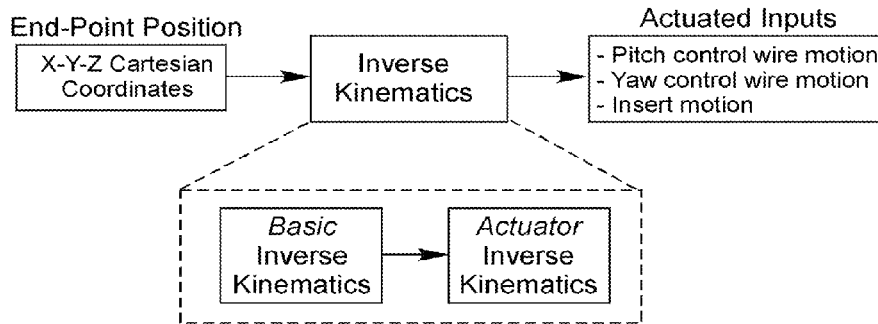 End-Point Position
X-Y-Z Cartesian
Coordinates
Inverse
Kinematics
Actuated Inputs
- Pitch control wire motion
- Yaw control wire motion
- Insert motion
Basic
Inverse
Kinematics
Actuator
Inverse
Kinematics